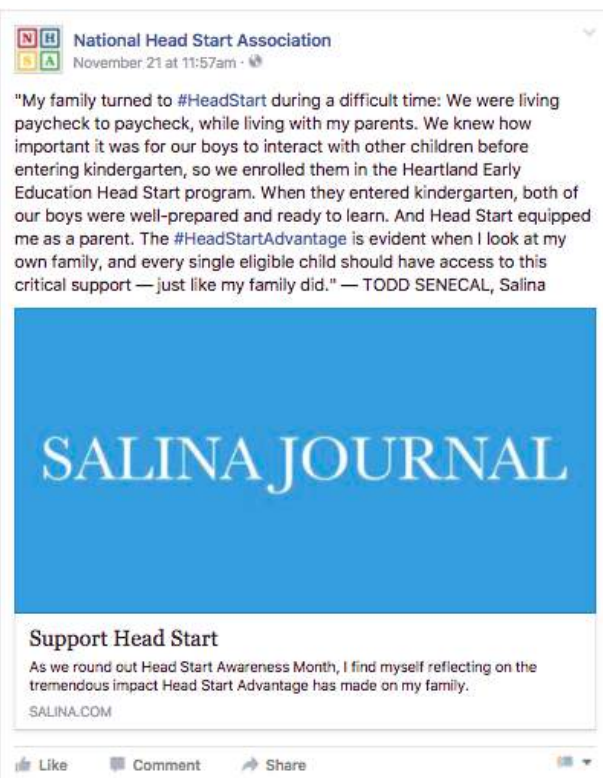 N H
S A
National Head Start Association
November 21 at 11:57am ·
"My family turned to #HeadStart during a difficult time: We were living
paycheck to paycheck, while living with my parents. We knew how
important it was for our boys to interact with other children before
entering kindergarten, so we enrolled them in the Heartland Early
Education Head Start program. When they entered kindergarten, both of
our boys were well-prepared and ready to learn. And Head Start equipped
me as a parent. The #HeadStartAdvantage is evident when I look at my
own family, and every single eligible child should have access to this
critical support — just like my family did." — TODD SENECAL, Salina
SALINA JOURNAL
Support Head Start
As we round out Head Start Awareness Month, I find myself reflecting on the
tremendous impact Head Start Advantage has made on my family.
SALINA.COM
Like Comment Share